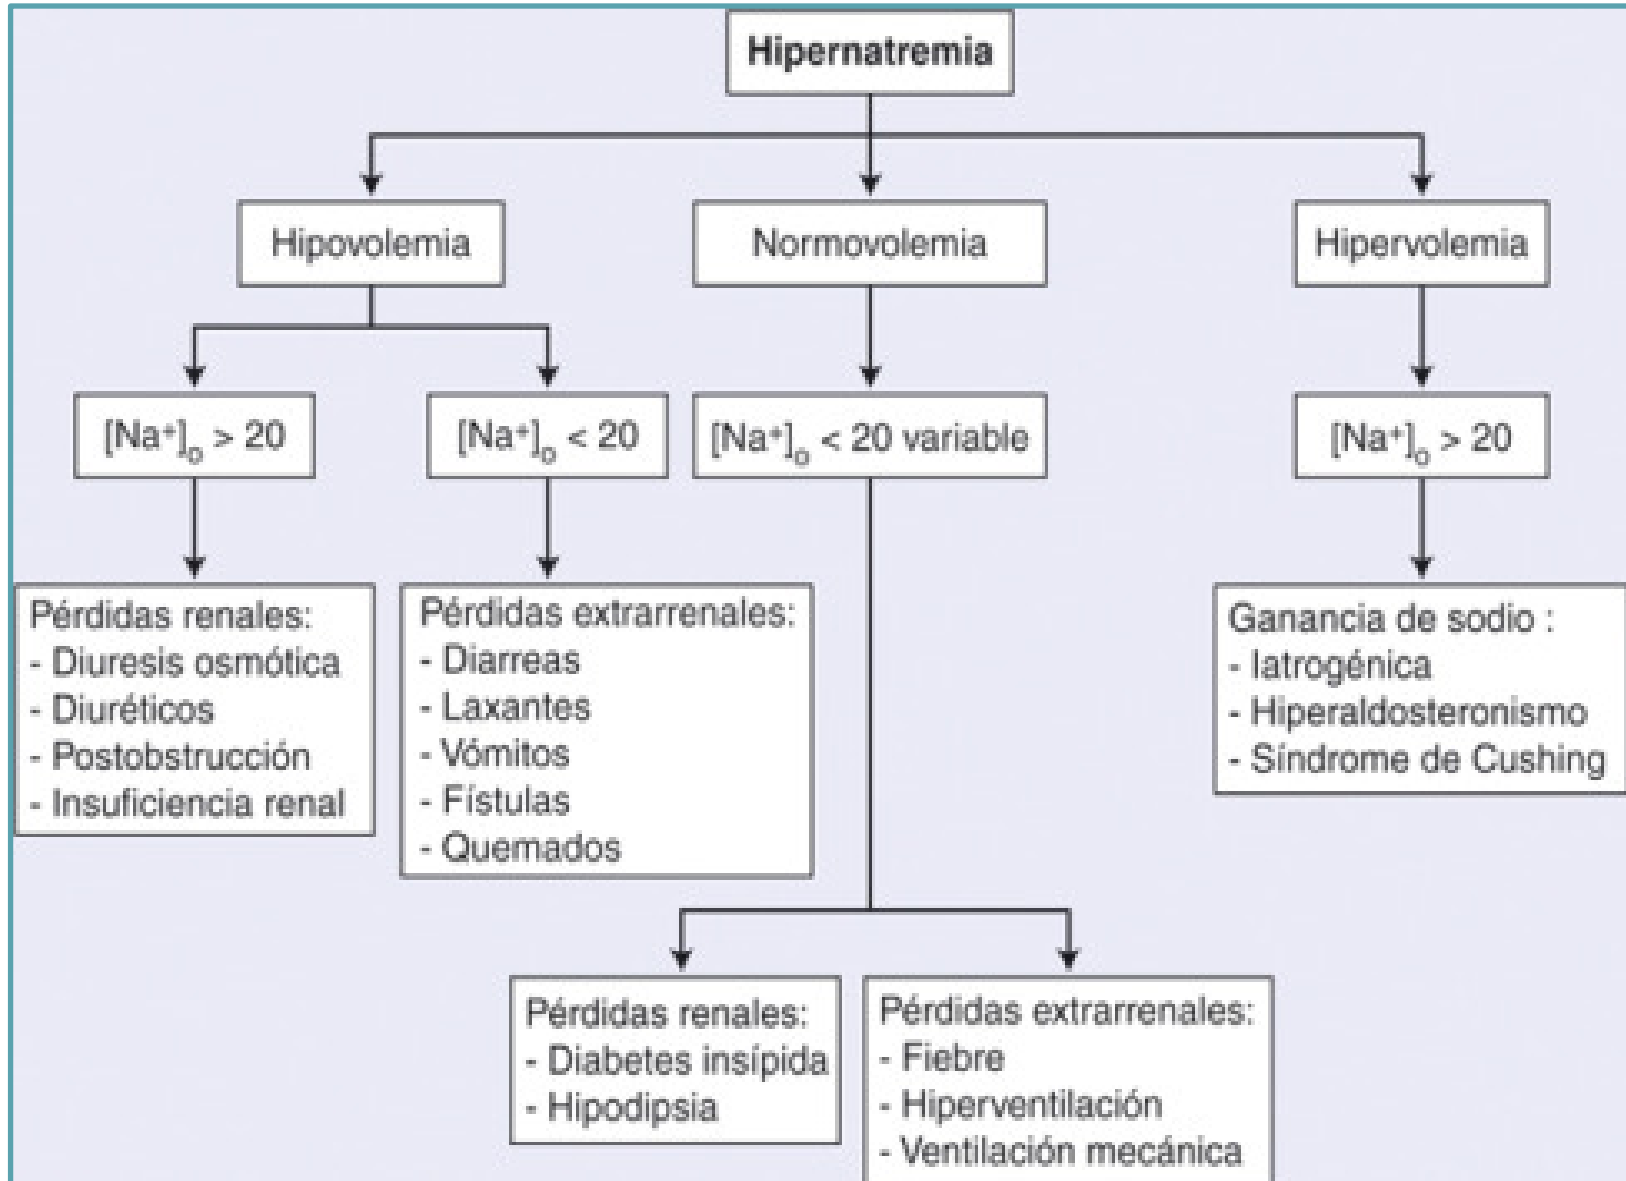 Hipernatremia
Hipovolemia
Normovolemia
Hipervolemia
[Na⁺]ₒ > 20
[Na⁺]ₒ < 20
[Na⁺]ₒ < 20 variable
[Na⁺]ₒ > 20
Pérdidas renales:
- Diuresis osmótica
- Diuréticos
- Postobstrucción
- Insuficiencia renal
Pérdidas extrarrenales:
- Diarreas
- Laxantes
- Vómitos
- Fístulas
- Quemados
Ganancia de sodio :
- Iatrogénica
- Hiperaldosteronismo
- Síndrome de Cushing
Pérdidas renales:
- Diabetes insípida
- Hipodipsia
Pérdidas extrarrenales:
- Fiebre
- Hiperventilación
- Ventilación mecánica